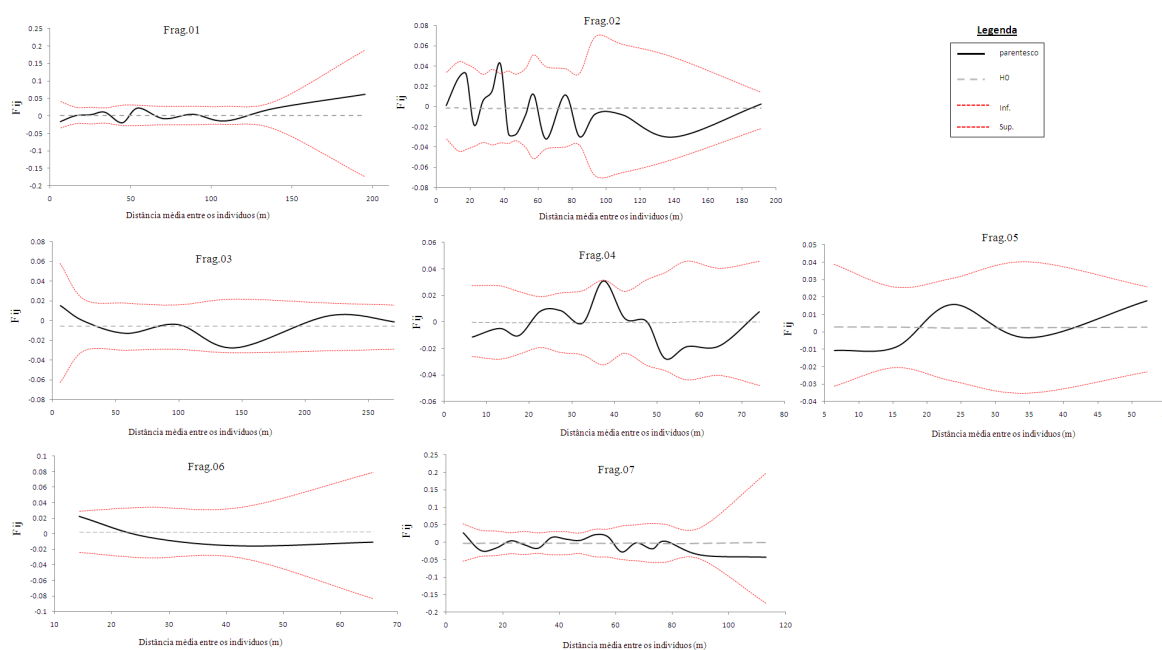 Frag.01
0.25
0.2
0.15
0.1
0.05
0
-0.05
-0.1
-0.15
-0.2
F ij
0 50 100 150 200
Distância média entre os indivíduos (m)
Frag.02
0.08
0.06
0.04
0.02
0
-0.02
-0.04
-0.06
-0.08
F ij
0 20 40 60 80 100 120 140 160 180 200
Distância média entre os indivíduos (m)
Legenda
parentesco
H0
Inf.
Sup.
Frag.03
0.08
0.06
0.04
0.02
0
-0.02
-0.04
-0.06
-0.08
F ij
0 50 100 150 200 250
Distância média entre os indivíduos (m)
Frag.04
0.06
0.04
0.02
0
-0.02
-0.04
-0.06
F ij
0 10 20 30 40 50 60 70 80
Distância média entre os indivíduos (m)
Frag.05
0.05
0.04
0.03
0.02
0.01
0
-0.01
-0.02
-0.03
-0.04
F ij
5 10 15 20 25 30 35 40 45 50
Distância média entre os indivíduos (m)
Frag.06
0.1
0.08
0.06
0.04
0.02
0
-0.02
-0.04
-0.06
-0.08
-0.1
F ij
10 20 30 40 50 60 70
Distância média entre os indivíduos (m)
Frag.07
0.25
0.2
0.15
0.1
0.05
0
-0.05
-0.1
-0.15
-0.2
F ij
0 20 40 60 80 100 120
Distância média entre os indivíduos (m)